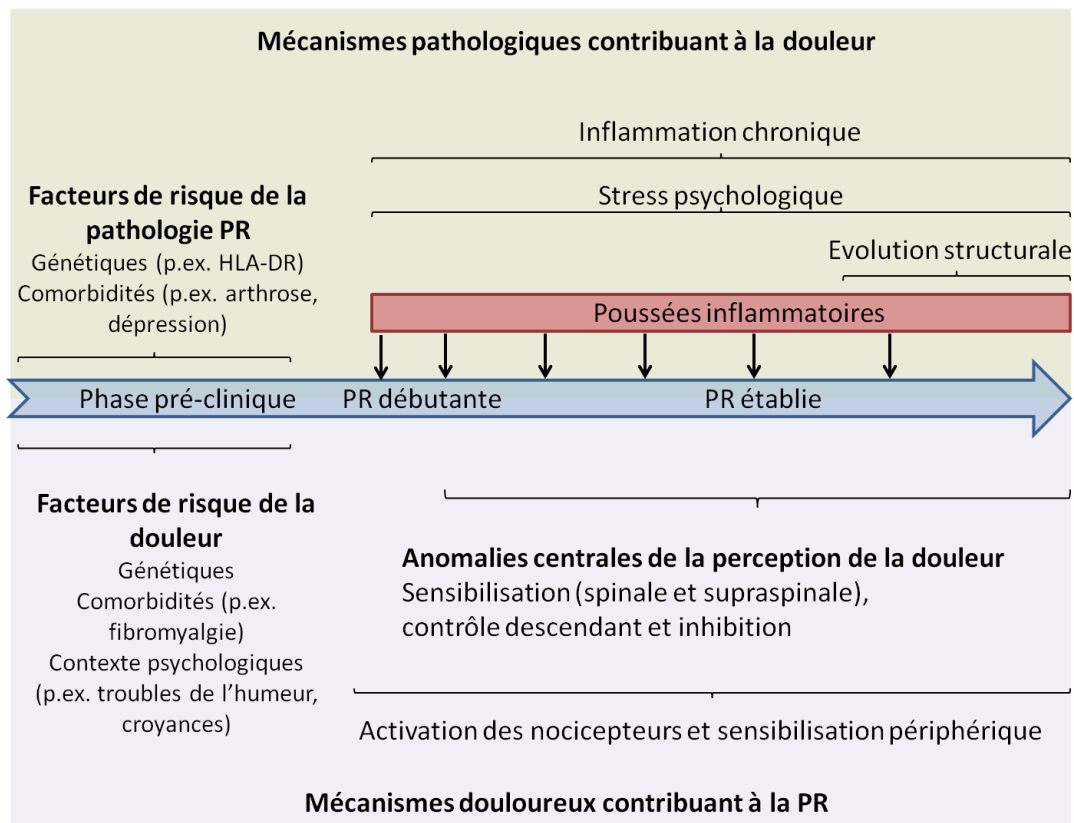 Mécanismes pathologiques contribuant à la douleur
Inflammation chronique
Stress psychologique
Evolution structurale
Facteurs de risque de la
pathologie PR
Génétiques (p.ex. HLA-DR)
Comorbidités (p.ex. arthrose,
dépression)
Poussées inflammatoires
Phase pré-clinique
PR débutante
PR établie
Facteurs de risque de la
douleur
Génétiques
Comorbidités (p.ex.
fibromyalgie)
Contexte psychologiques
(p.ex. troubles de l’humeur,
croyances)
Anomalies centrales de la perception de la douleur
Sensibilisation (spinale et supraspinale),
contrôle descendant et inhibition
Activation des nocicepteurs et sensibilisation périphérique
Mécanismes douloureux contribuant à la PR